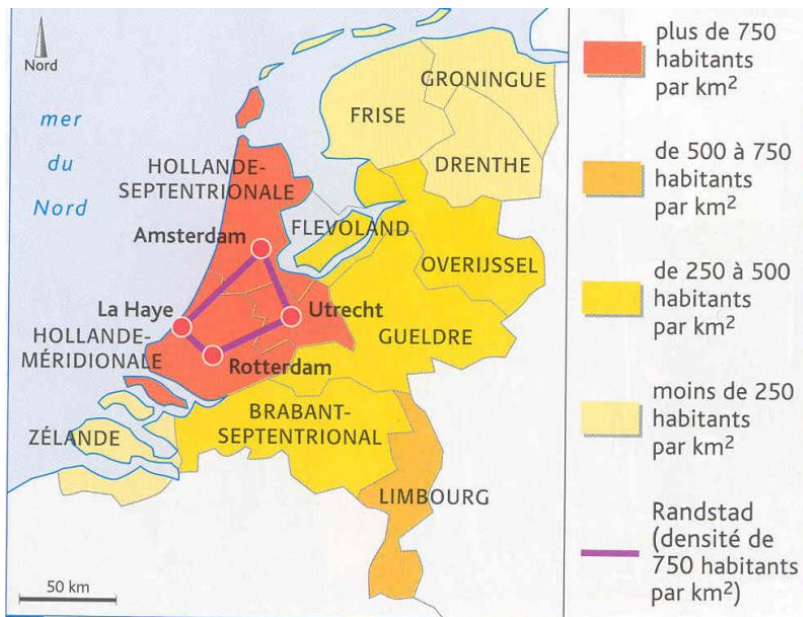 Nord
mer
du
Nord
GRONINGUE
FRISE
DRENTHE
HOLLANDE-
SEPTENTRIONALE
FLEVOLAND
Amsterdam
OVERIJSSEL
La Haye
Utrecht
HOLLANDE-
MÉRIDIONALE
GUELDRE
Rotterdam
BRABANT-
SEPTENTRIONAL
ZÉLANDE
LIMBOURG
50 km
plus de 750
habitants
par km²
de 500 à 750
habitants
par km²
de 250 à 500
habitants
par km²
moins de 250
habitants
par km²
Randstad
(densité de
750 habitants
par km²)